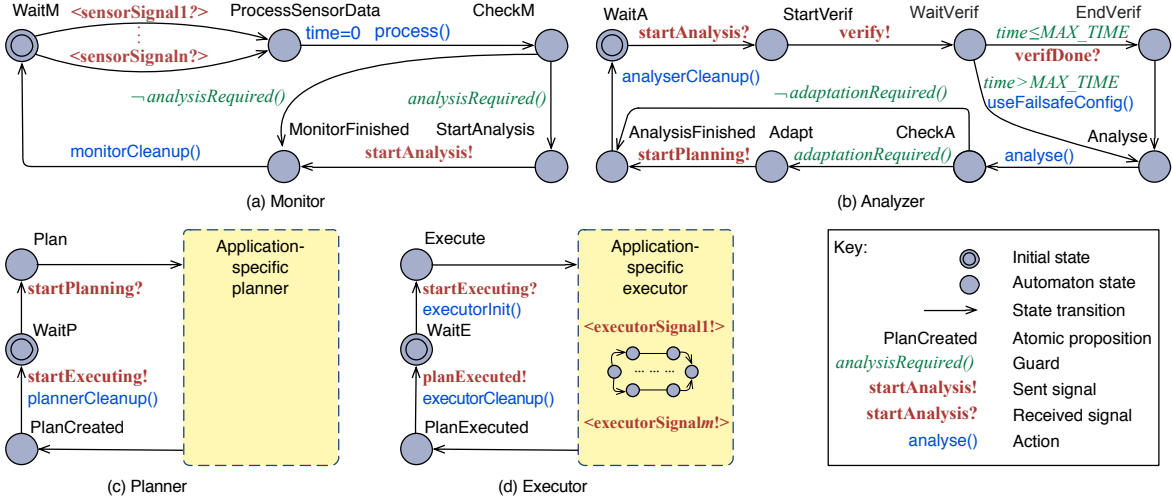 WaitM
<sensorSignal1?>
<sensorSignaln?>
ProcessSensorData
time=0 process()
CheckM
¬analysisRequired()
analysisRequired()
MonitorFinished
StartAnalysis
monitorCleanup()
startAnalysis!
(a) Monitor
WaitA
startAnalysis?
StartVerif
verify!
WaitVerif
time≤MAX_TIME
verifDone?
EndVerif
analyserCleanup()
time>MAX_TIME
useFailsafeConfig()
¬adaptationRequired()
AnalysisFinished
Adapt
CheckA
Analyse
startPlanning!
adaptationRequired()
analyse()
(b) Analyzer
Plan
startPlanning?
WaitP
startExecuting!
plannerCleanup()
PlanCreated
Application-
specific
planner
(c) Planner
Execute
startExecuting?
executorInit()
WaitE
planExecuted!
executorCleanup()
PlanExecuted
Application-
specific
executor
<executorSignal1!>
... ... ...
<executorSignalm!>
(d) Executor
Key:
Initial state
Automaton state
State transition
PlanCreated Atomic proposition
analysisRequired() Guard
startAnalysis! Sent signal
startAnalysis? Received signal
analyse() Action